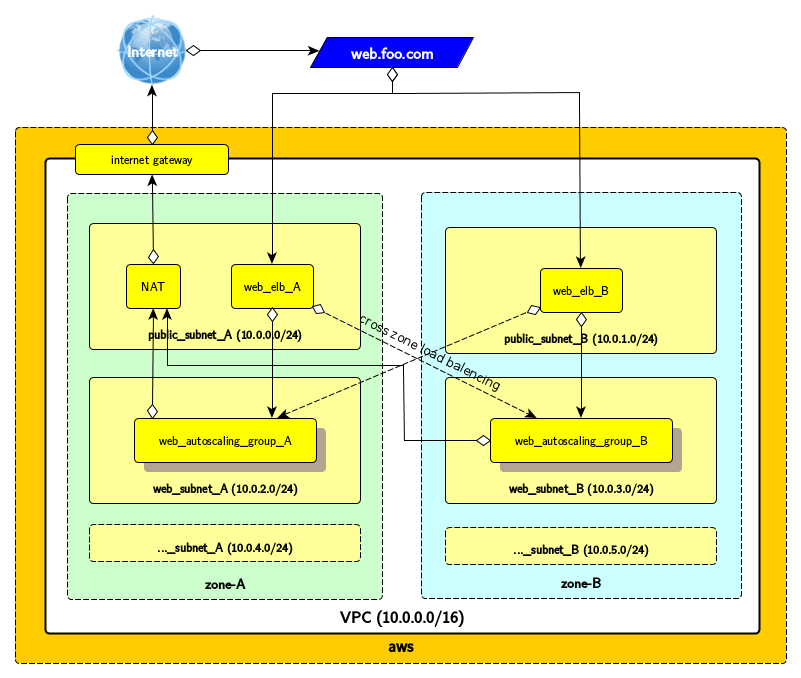 Internet
web.foo.com
internet gateway
NAT
web_elb_A
web_elb_B
public_subnet_A (10.0.0.0/24)
public_subnet_B (10.0.1.0/24)
cross zone load balencing
web_autoscaling_group_A
web_autoscaling_group_B
web_subnet_A (10.0.2.0/24)
web_subnet_B (10.0.3.0/24)
..._subnet_A (10.0.4.0/24)
..._subnet_B (10.0.5.0/24)
zone-A
zone-B
VPC (10.0.0.0/16)
aws